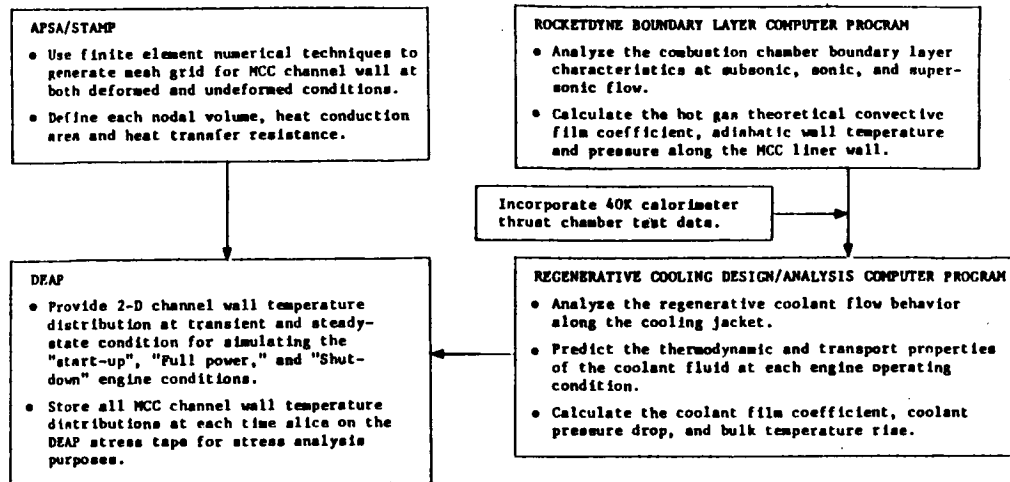 APSA/STAMP
• Use finite element numerical techniques to
generate mesh grid for MCC channel wall at
both deformed and undeformed conditions.
• Define each nodal volume, heat conduction
area and heat transfer resistance.
ROCKETDYNE BOUNDARY LAYER COMPUTER PROGRAM
• Analyze the combustion chamber boundary layer
characteristics at subsonic, sonic, and super-
sonic flow.
• Calculate the hot gas theoretical convective
film coefficient, adiabatic wall temperature
and pressure along the MCC liner wall.
Incorporate 40K calorimeter
thrust chamber test data.
DEAP
• Provide 2-D channel wall temperature
distribution at transient and steady-
state condition for simulating the
"start-up", "Full power," and "Shut-
down" engine conditions.
• Store all MCC channel wall temperature
distributions at each time slice on the
DEAP stress tape for stress analysis
purposes.
REGENERATIVE COOLING DESIGN/ANALYSIS COMPUTER PROGRAM
• Analyze the regenerative coolant flow behavior
along the cooling jacket.
• Predict the thermodynamic and transport properties
of the coolant fluid at each engine operating
condition.
• Calculate the coolant film coefficient, coolant
pressure drop, and bulk temperature rise.